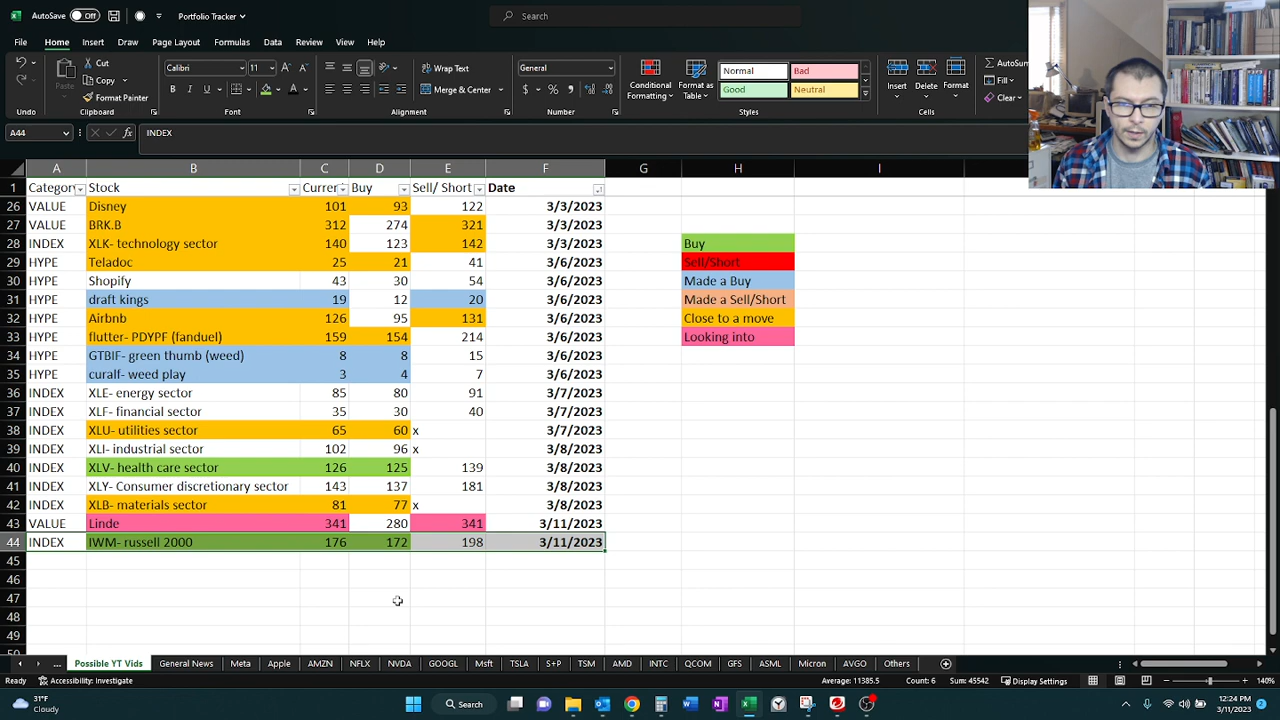 AutoSave Off Portfolio Tracker Search
File Home Insert Draw Page Layout Formulas Data Review View Help
Cut Calibri 11 Wrap Text General Normal Bad AutoSum
Copy Fill
Paste Format Painter Merge & Center Conditional Formatting Format as Table Good Neutral Insert Delete Format Clear
Undo Clipboard Font Alignment Number Styles Cells
A44 fx INDEX
A B C D E F G H I
1 Category Stock Currer Buy Sell/ Short Date
26 VALUE Disney 101 93 122 3/3/2023
27 VALUE BRK.B 312 274 321 3/3/2023
28 INDEX XLK- technology sector 140 123 142 3/3/2023 Buy
29 HYPE Teladoc 25 21 41 3/6/2023 Sell/Short
30 HYPE Shopify 43 30 54 3/6/2023 Made a Buy
31 HYPE draft kings 19 12 20 3/6/2023 Made a Sell/Short
32 HYPE Airbnb 126 95 131 3/6/2023 Close to a move
33 HYPE flutter- PDYPF (fanduel) 159 154 214 3/6/2023 Looking into
34 HYPE GTBIF- green thumb (weed) 8 8 15 3/6/2023
35 HYPE curalf- weed play 3 4 7 3/6/2023
36 INDEX XLE- energy sector 85 80 91 3/7/2023
37 INDEX XLF- financial sector 35 30 40 3/7/2023
38 INDEX XLU- utilities sector 65 60 x 3/7/2023
39 INDEX XLI- industrial sector 102 96 x 3/8/2023
40 INDEX XLV- health care sector 126 125 139 3/8/2023
41 INDEX XLY- Consumer discretionary sector 143 137 181 3/8/2023
42 INDEX XLB- materials sector 81 77 x 3/8/2023
43 VALUE Linde 341 280 341 3/11/2023
44 INDEX IWM- russell 2000 176 172 198 3/11/2023
45
46
47
48
49
50
... Possible YT Vids General News Meta Apple AMZN NFLX NVDA GOOGL Msft TSLA S+P TSM AMD INTC QCOM GFS ASML Micron AVGO Others
Ready Accessibility: Investigate Average: 11385.5 Count: 6 Sum: 45542 Display Settings 140%
31°F Search 12:24 PM
Cloudy 3/11/2023